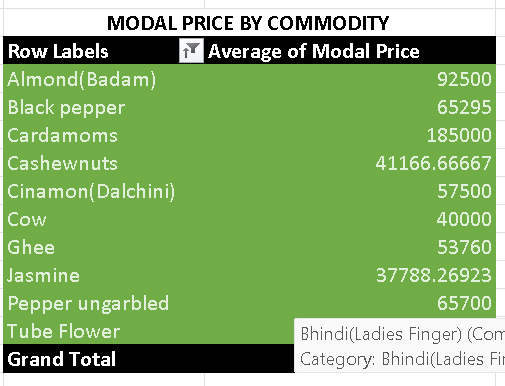 MODAL PRICE BY COMMODITY
Row Labels Average of Modal Price
Almond(Badam) 92500
Black pepper 65295
Cardamoms 185000
Cashewnuts 41166.66667
Cinamon(Dalchini) 57500
Cow 40000
Ghee 53760
Jasmine 37788.26923
Pepper ungarbled 65700
Tube Flower
Grand Total
Bhindi(Ladies Finger) (Com
Category: Bhindi(Ladies Fi